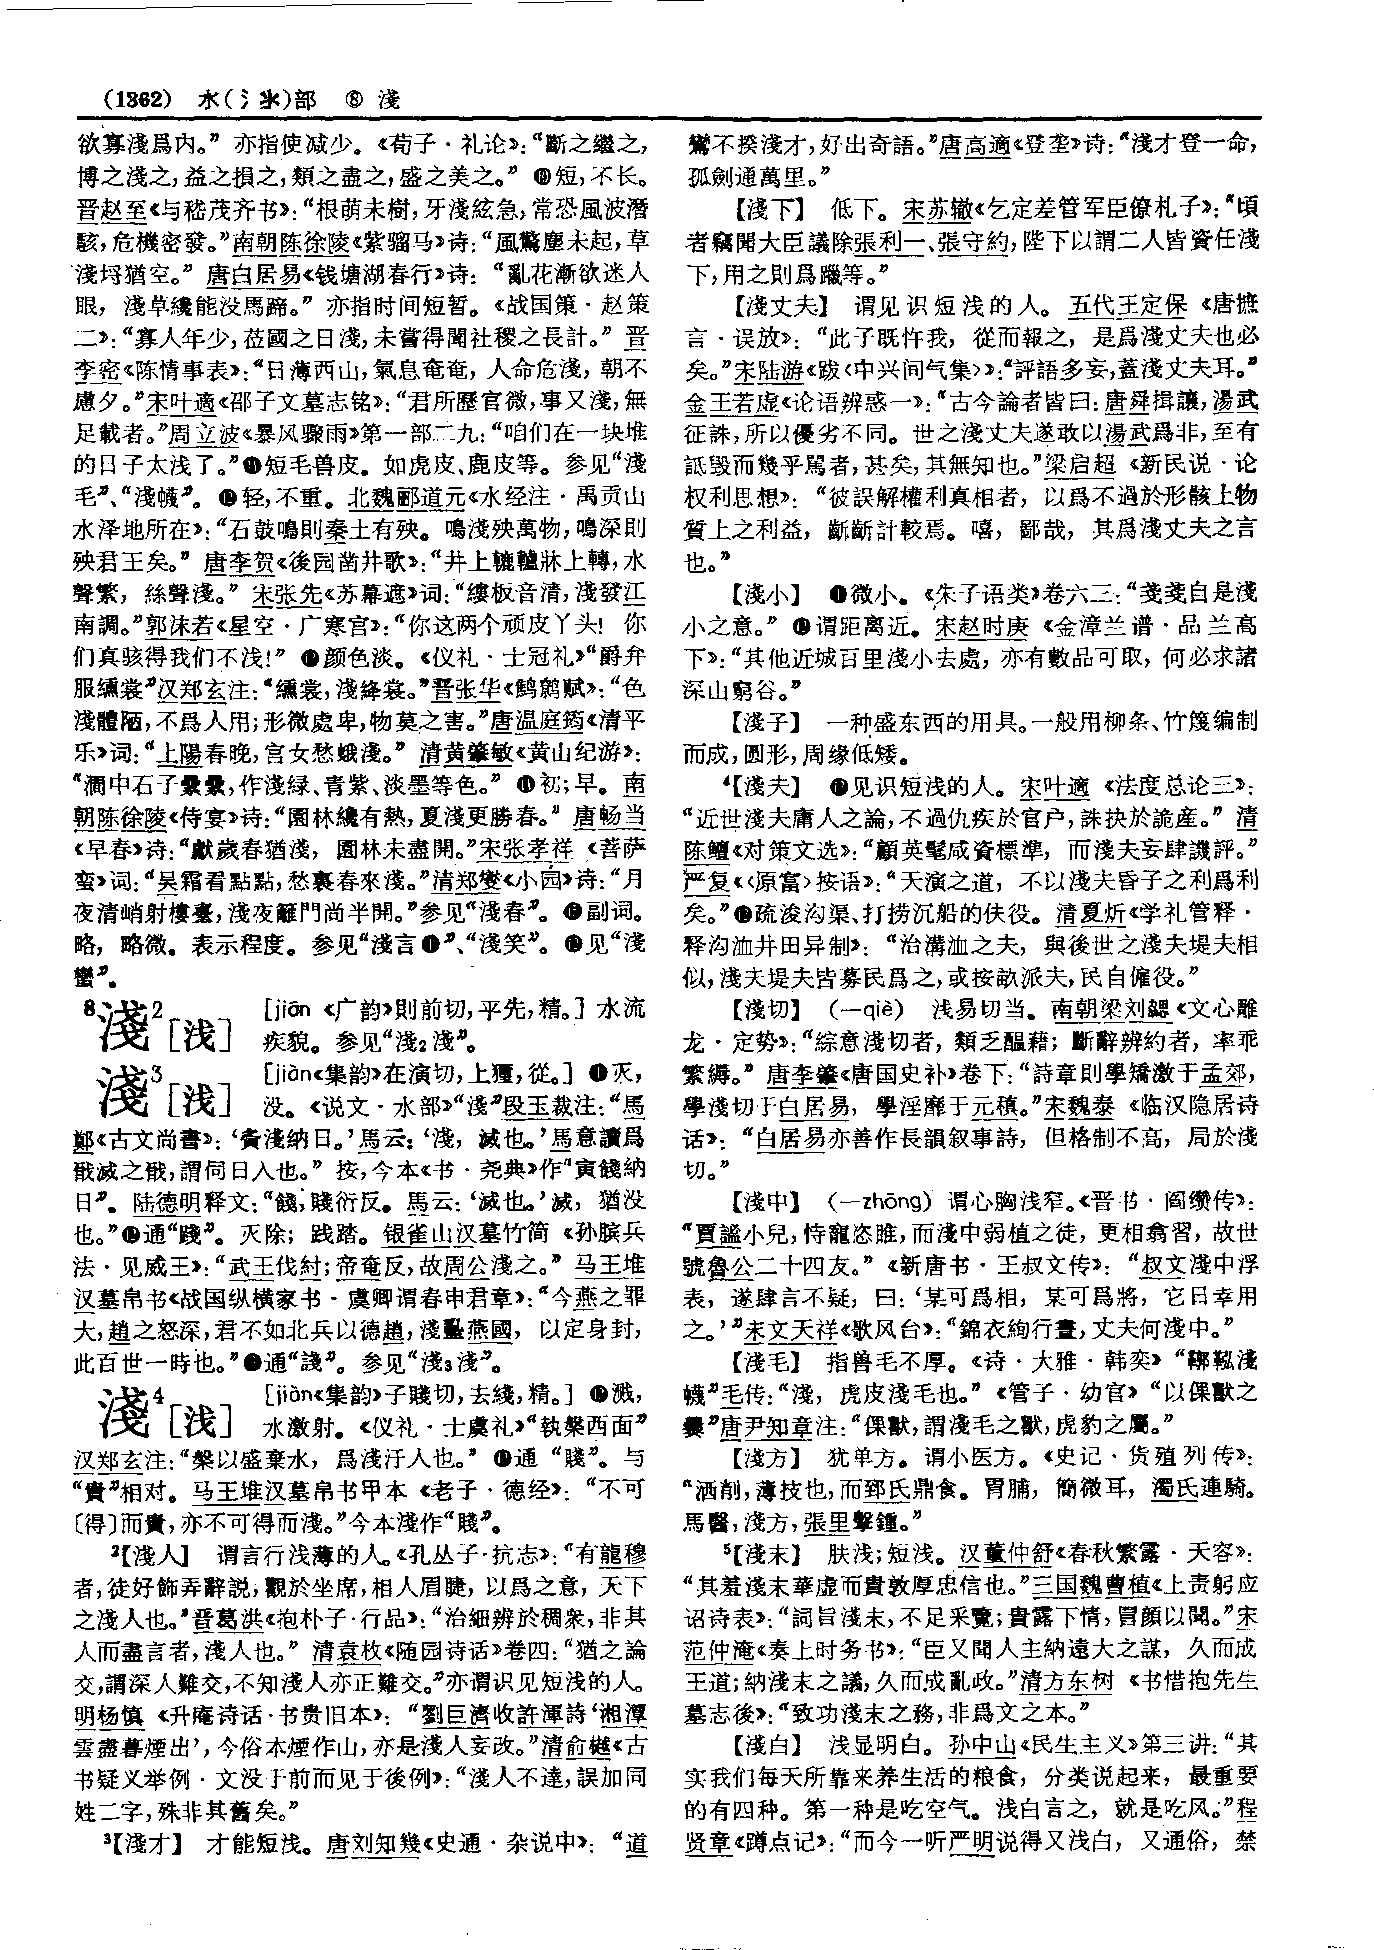 (1362) 水(氵氺)部 ⑧ 淺
欲寡淺爲内。” 亦指使减少。《荀子·礼论》：“斷之繼之，
博之淺之，益之損之，類之盡之，盛之美之。” ❿短，不长。
晋赵至《与嵇茂齐书》：“根萌未樹，牙淺絃急，常恐風波潛
駭，危機密發。”南朝陈徐陵《紫骝马》诗：“風驚塵未起，草
淺埒猶空。” 唐白居易《钱塘湖春行》诗：“亂花漸欲迷人
眼，淺草纔能没馬蹄。” 亦指时间短暂。《战国策·赵策
二》：“寡人年少，莅國之日淺，未嘗得聞社稷之長計。” 晋
李密《陈情事表》：“日薄西山，氣息奄奄，人命危淺，朝不
慮夕。”宋叶適《邵子文墓志铭》：“君所歷官微，事又淺，無
足載者。”周立波《暴风骤雨》第一部二九：“咱们在一块堆
的日子太浅了。”⓫短毛兽皮。如虎皮、鹿皮等。参见“淺
毛”、“淺幭”。⓬轻，不重。北魏郦道元《水经注·禹贡山
水泽地所在》：“石鼓鳴則秦土有殃。鳴淺殃萬物，鳴深則
殃君王矣。” 唐李贺《後园凿井歌》：“井上轆轤牀上轉，水
聲繁，絲聲淺。” 宋张先《苏幕遮》词：“縷板音清，淺發江
南調。”郭沫若《星空·广寒宫》：“你这两个顽皮丫头！你
们真骇得我们不浅！” ⓭颜色淡。《仪礼·士冠礼》“爵弁
服纁裳”汉郑玄注：“纁裳，淺絳裳。”晋张华《鹪鹩赋》：“色
淺體陋，不爲人用；形微處卑，物莫之害。”唐温庭筠《清平
乐》词：“上陽春晚，宫女愁蛾淺。” 清黄肇敏《黄山纪游》：
“澗中石子纍纍，作淺緑、青紫、淡墨等色。” ⓮初；早。南
朝陈徐陵《侍宴》诗：“園林纔有熱，夏淺更勝春。” 唐畅当
《早春》诗：“獻歲春猶淺，園林未盡開。”宋张孝祥《菩萨
蛮》词：“吴霜看點點，愁裏春來淺。”清郑燮《小园》诗：“月
夜清峭射樓臺，淺夜籬門尚半開。”参见“淺春”。⓯副词。
略，略微。表示程度。参见“淺言❶”、“淺笑”。⓰见“淺
蠻”。
8淺2[浅] [jiān《广韵》則前切，平先，精。] 水流
疾貌。参见“淺2淺”。
淺3[浅] [jiàn《集韵》在演切，上獮，從。] ❶灭，
没。《说文·水部》“淺”段玉裁注：“馬
鄭《古文尚書》：‘寅淺納日。’馬云：‘淺，滅也。’馬意讀爲
戩滅之戩，謂伺日入也。” 按，今本《书·尧典》作“寅餞納
日”。陆德明释文：“餞，賤衍反。馬云：‘滅也。’滅，猶没
也。”❷通“踐”。灭除；践踏。银雀山汉墓竹简《孙膑兵
法·见威王》：“武王伐紂；帝奄反，故周公淺之。” 马王堆
汉墓帛书《战国纵横家书·虞卿谓春申君章》：“今燕之罪
大，趙之怒深，君不如北兵以德趙，淺亂燕國，以定身封，
此百世一時也。”❸通“諓”。参见“淺3淺”。
淺4[浅] [jiàn《集韵》子賤切，去綫，精。] ❶溅，
水激射。《仪礼·士虞礼》“執槃西面”
汉郑玄注：“槃以盛棄水，爲淺汙人也。” ❷通 “賤”。与
“貴”相对。马王堆汉墓帛书甲本《老子·德经》：“不可
〔得〕而貴，亦不可得而淺。”今本淺作“賤”。
2【淺人】 谓言行浅薄的人。《孔丛子·抗志》：“有龍穆
者，徒好飾弄辭説，觀於坐席，相人眉睫，以爲之意，天下
之淺人也。”晋葛洪《抱朴子·行品》：“治細辨於稠衆，非其
人而盡言者，淺人也。” 清袁枚《随园诗话》卷四：“猶之論
交，謂深人難交，不知淺人亦正難交。”亦谓识见短浅的人。
明杨慎《升庵诗话·书贵旧本》：“劉巨濟收許渾詩‘湘潭
雲盡暮煙出’，今俗本煙作山，亦是淺人妄改。”清俞樾《古
书疑义举例·文没于前而见于後例》：“淺人不達，誤加同
姓二字，殊非其舊矣。”
3【淺才】 才能短浅。唐刘知幾《史通·杂说中》：“道
鸞不揆淺才，好出奇語。”唐高適《登垄》诗：“淺才登一命，
孤劍通萬里。”
【淺下】 低下。宋苏辙《乞定差管军臣僚札子》：“頃
者竊聞大臣議除張利一、張守約，陛下以謂二人皆資任淺
下，用之則爲躐等。”
【淺丈夫】 谓见识短浅的人。五代王定保《唐摭
言·误放》：“此子既忤我，從而報之，是爲淺丈夫也必
矣。”宋陆游《跋〈中兴间气集〉》：“評語多妄，蓋淺丈夫耳。”
金王若虚《论语辨惑一》：“古今論者皆曰：唐舜揖讓，湯武
征誅，所以優劣不同。世之淺丈夫遂敢以湯武爲非，至有
詆毁而幾乎駡者，甚矣，其無知也。”梁启超《新民说·论
权利思想》：“彼誤解權利真相者，以爲不過於形骸上物
質上之利益，齗齗計較焉。嘻，鄙哉，其爲淺丈夫之言
也。”
【淺小】 ❶微小。《朱子语类》卷六三：“戔戔自是淺
小之意。” ❷谓距离近。宋赵时庚《金漳兰谱·品兰高
下》：“其他近城百里淺小去處，亦有數品可取，何必求諸
深山窮谷。”
【淺子】 一种盛东西的用具。一般用柳条、竹篾编制
而成，圆形，周缘低矮。
4【淺夫】 ❶见识短浅的人。宋叶適《法度总论三》：
“近世淺夫庸人之論，不過仇疾於官户，誅抉於詭産。” 清
陈鳣《对策文选》：“顧英髦咸資標準，而淺夫妄肆譏評。”
严复《〈原富〉按语》：“天演之道，不以淺夫昏子之利爲利
矣。”❷疏浚沟渠、打捞沉船的伕役。清夏炘《学礼管释·
释沟洫井田异制》：“治溝洫之夫，與後世之淺夫堤夫相
似，淺夫堤夫皆募民爲之，或按畝派夫，民自僱役。”
【淺切】 (—qiè) 浅易切当。南朝梁刘勰《文心雕
龙·定势》：“綜意淺切者，類乏醖藉；斷辭辨約者，率乖
繁縟。” 唐李肇《唐国史补》卷下：“詩章則學矯激于孟郊，
學淺切于白居易，學淫靡于元稹。”宋魏泰《临汉隐居诗
话》：“白居易亦善作長韻叙事詩，但格制不高，局於淺
切。”
【淺中】 (—zhōng) 谓心胸浅窄。《晋书·阎缵传》：
“賈謐小兒，恃寵恣睢，而淺中弱植之徒，更相翕習，故世
號魯公二十四友。”《新唐书·王叔文传》：“叔文淺中浮
表，遂肆言不疑，曰：‘某可爲相，某可爲將，它日幸用
之。’”宋文天祥《歌风台》：“錦衣絢行晝，丈夫何淺中。”
【淺毛】 指兽毛不厚。《诗·大雅·韩奕》“鞹鞃淺
幭”毛传：“淺，虎皮淺毛也。”《管子·幼官》“以倮獸之
爨”唐尹知章注：“倮獸，謂淺毛之獸，虎豹之屬。”
【淺方】 犹单方。谓小医方。《史记·货殖列传》：
“洒削，薄技也，而郅氏鼎食。胃脯，簡微耳，濁氏連騎。
馬醫，淺方，張里擊鍾。”
5【淺末】 肤浅；短浅。汉董仲舒《春秋繁露·天容》：
“其羞淺末華虚而貴敦厚忠信也。”三国魏曹植《上责躬应
诏诗表》：“詞旨淺末，不足采覽；貴露下情，冒顔以聞。”宋
范仲淹《奏上时务书》：“臣又聞人主納遠大之謀，久而成
王道；納淺末之議，久而成亂政。”清方东树《书惜抱先生
墓志後》：“致功淺末之務，非爲文之本。”
【淺白】 浅显明白。孙中山《民生主义》第三讲：“其
实我们每天所靠来养生活的粮食，分类说起来，最重要
的有四种。第一种是吃空气。浅白言之，就是吃风。”程
贤章《蹲点记》：“而今一听严明说得又浅白，又通俗，禁